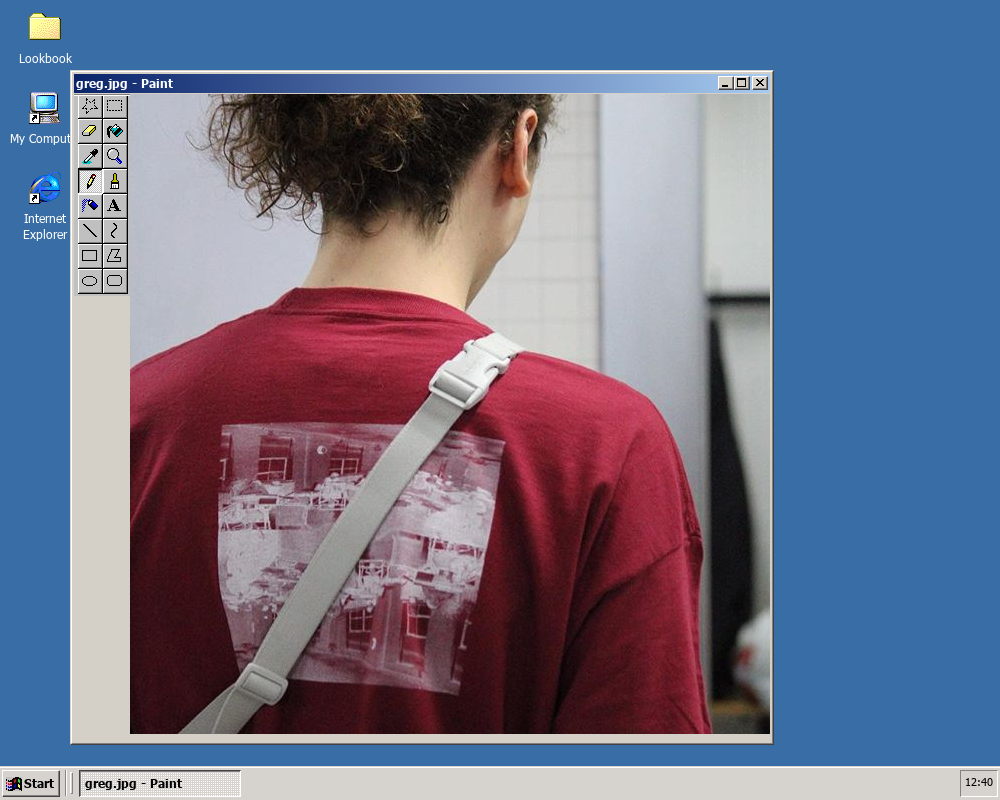 Lookbook
greg.jpg - Paint
My Comput
A
Internet
Explorer
Start
greg.jpg - Paint
12:40